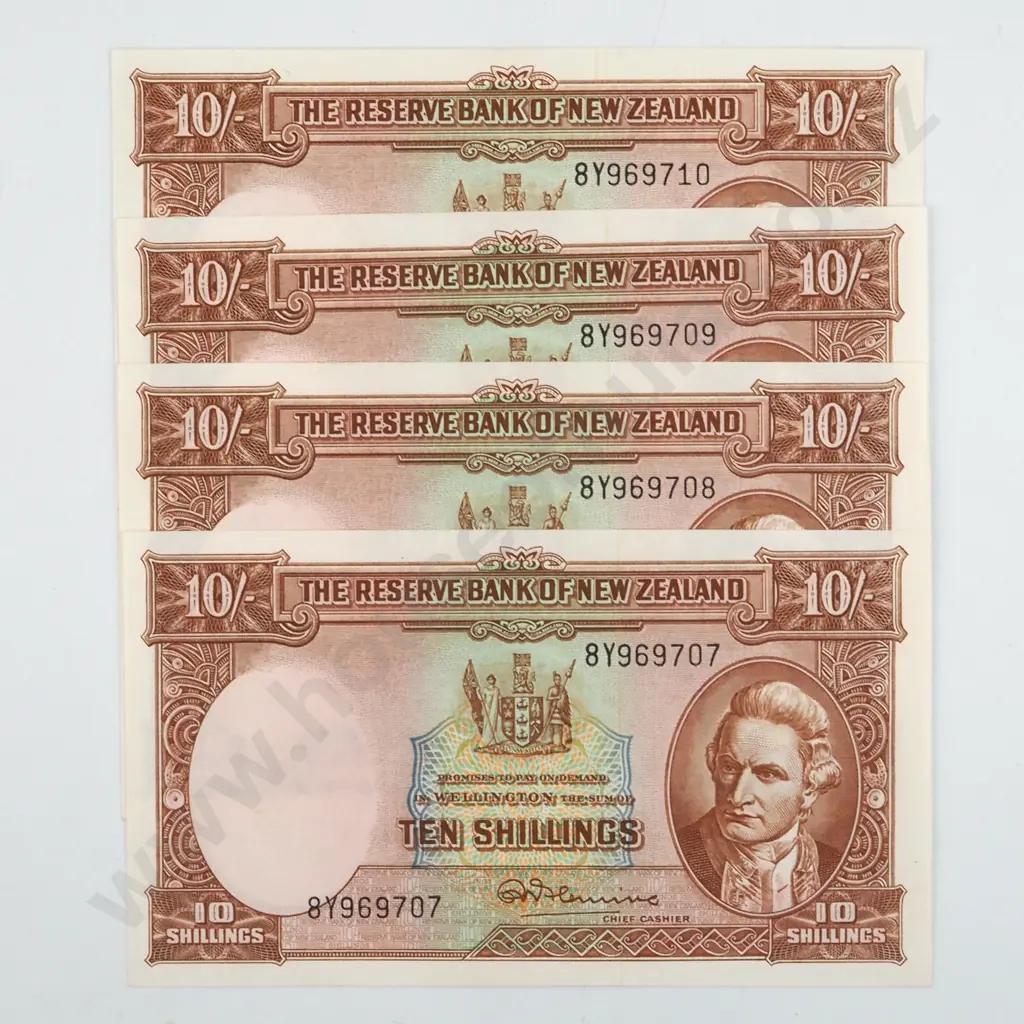 10/- THE RESERVE BANK OF NEW ZEALAND 10/-
8Y969710
10/- THE RESERVE BANK OF NEW ZEALAND 10/-
8Y969709
10/- THE RESERVE BANK OF NEW ZEALAND 10/-
8Y969708
10/- THE RESERVE BANK OF NEW ZEALAND 10/-
8Y969707
PROMISES TO PAY ON DEMAND
IN WELLINGTON THE SUM OF
TEN SHILLINGS
8Y969707
CHIEF CASHIER
10 SHILLINGS
10 SHILLINGS